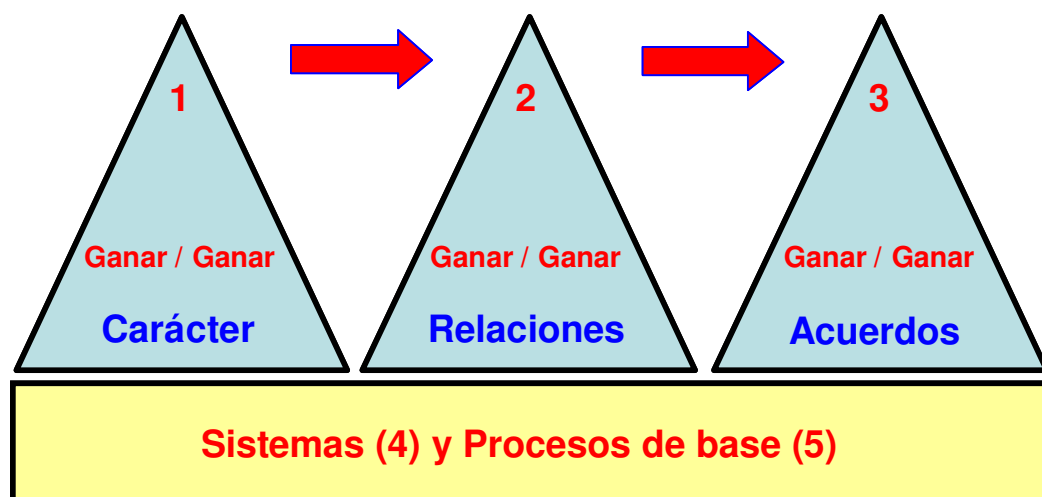 1
2
3
Ganar / Ganar
Ganar / Ganar
Ganar / Ganar
Carácter
Relaciones
Acuerdos
Sistemas (4) y Procesos de base (5)